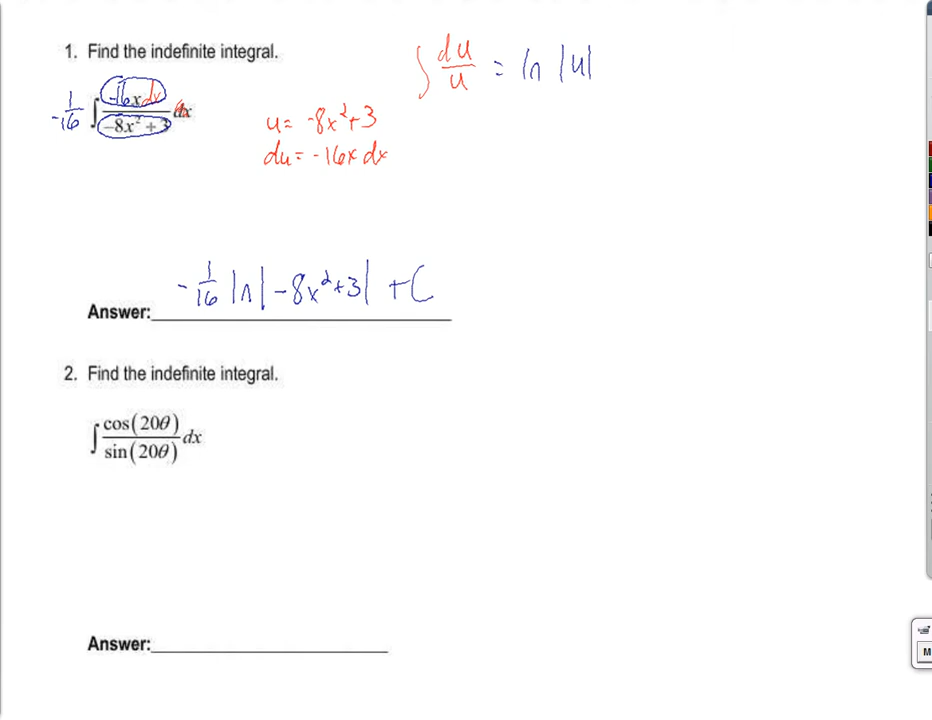 1. Find the indefinite integral.
∫ du/u = ln |u|
-1/16 ∫ -16x dx / -8x² + 3 dx
u = -8x² + 3
du = -16x dx
-1/16 ln|-8x²+3| + C
Answer:
2. Find the indefinite integral.
∫ cos(20θ) / sin(20θ) dx
Answer:
M